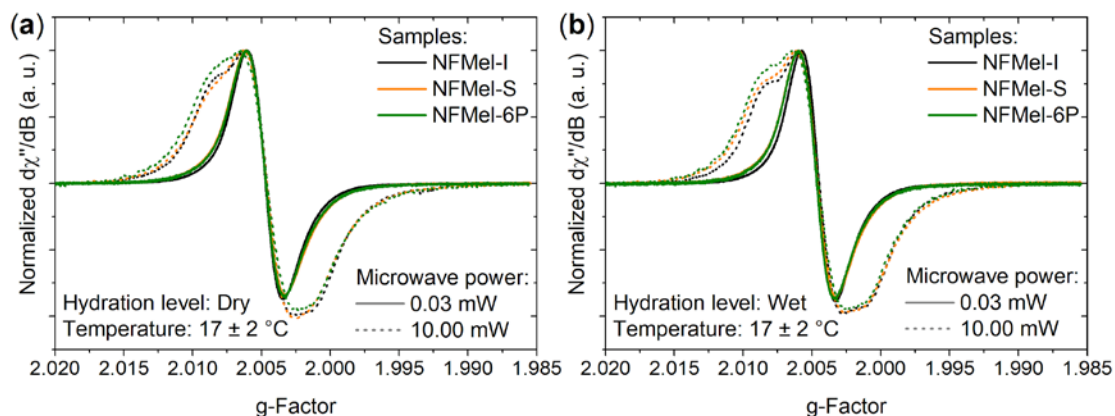 (a)
Normalized dχ''/dB (a. u.)
Samples:
NFMel-I
NFMel-S
NFMel-6P
Hydration level: Dry
Temperature: 17 ± 2 °C
Microwave power:
0.03 mW
10.00 mW
2.020 2.015 2.010 2.005 2.000 1.995 1.990 1.985
g-Factor
(b)
Normalized dχ''/dB (a. u.)
Samples:
NFMel-I
NFMel-S
NFMel-6P
Hydration level: Wet
Temperature: 17 ± 2 °C
Microwave power:
0.03 mW
10.00 mW
2.020 2.015 2.010 2.005 2.000 1.995 1.990 1.985
g-Factor